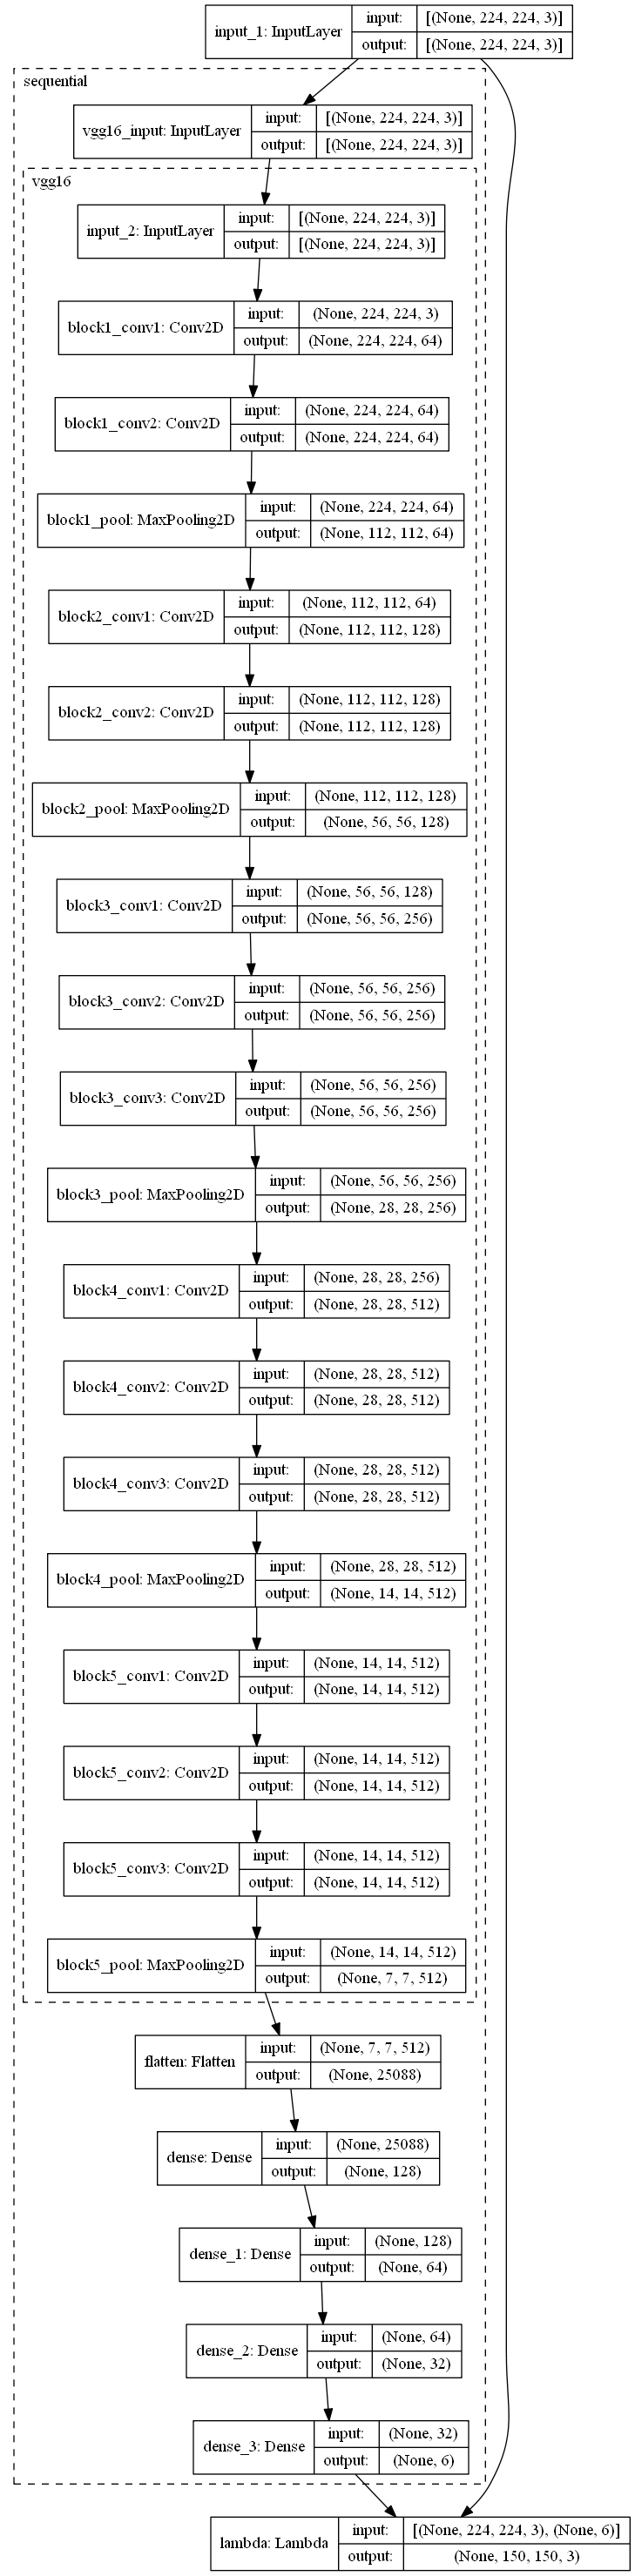 input_1: InputLayer
input: [(None, 224, 224, 3)]
output: [(None, 224, 224, 3)]
sequential
vgg16_input: InputLayer
input: [(None, 224, 224, 3)]
output: [(None, 224, 224, 3)]
vgg16
input_2: InputLayer
input: [(None, 224, 224, 3)]
output: [(None, 224, 224, 3)]
block1_conv1: Conv2D
input: (None, 224, 224, 3)
output: (None, 224, 224, 64)
block1_conv2: Conv2D
input: (None, 224, 224, 64)
output: (None, 224, 224, 64)
block1_pool: MaxPooling2D
input: (None, 224, 224, 64)
output: (None, 112, 112, 64)
block2_conv1: Conv2D
input: (None, 112, 112, 64)
output: (None, 112, 112, 128)
block2_conv2: Conv2D
input: (None, 112, 112, 128)
output: (None, 112, 112, 128)
block2_pool: MaxPooling2D
input: (None, 112, 112, 128)
output: (None, 56, 56, 128)
block3_conv1: Conv2D
input: (None, 56, 56, 128)
output: (None, 56, 56, 256)
block3_conv2: Conv2D
input: (None, 56, 56, 256)
output: (None, 56, 56, 256)
block3_conv3: Conv2D
input: (None, 56, 56, 256)
output: (None, 56, 56, 256)
block3_pool: MaxPooling2D
input: (None, 56, 56, 256)
output: (None, 28, 28, 256)
block4_conv1: Conv2D
input: (None, 28, 28, 256)
output: (None, 28, 28, 512)
block4_conv2: Conv2D
input: (None, 28, 28, 512)
output: (None, 28, 28, 512)
block4_conv3: Conv2D
input: (None, 28, 28, 512)
output: (None, 28, 28, 512)
block4_pool: MaxPooling2D
input: (None, 28, 28, 512)
output: (None, 14, 14, 512)
block5_conv1: Conv2D
input: (None, 14, 14, 512)
output: (None, 14, 14, 512)
block5_conv2: Conv2D
input: (None, 14, 14, 512)
output: (None, 14, 14, 512)
block5_conv3: Conv2D
input: (None, 14, 14, 512)
output: (None, 14, 14, 512)
block5_pool: MaxPooling2D
input: (None, 14, 14, 512)
output: (None, 7, 7, 512)
flatten: Flatten
input: (None, 7, 7, 512)
output: (None, 25088)
dense: Dense
input: (None, 25088)
output: (None, 128)
dense_1: Dense
input: (None, 128)
output: (None, 64)
dense_2: Dense
input: (None, 64)
output: (None, 32)
dense_3: Dense
input: (None, 32)
output: (None, 6)
lambda: Lambda
input: [(None, 224, 224, 3), (None, 6)]
output: (None, 150, 150, 3)